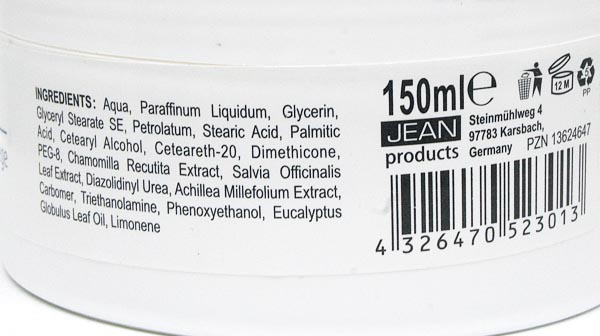 INGREDIENTS: Aqua, Paraffinum Liquidum, Glycerin,
Glyceryl Stearate SE, Petrolatum, Stearic Acid, Palmitic
Acid, Cetearyl Alcohol, Ceteareth-20, Dimethicone,
PEG-8, Chamomilla Recutita Extract, Salvia Officinalis
Leaf Extract, Diazolidinyl Urea, Achillea Millefolium Extract,
Carbomer, Triethanolamine, Phenoxyethanol, Eucalyptus
Globulus Leaf Oil, Limonene
150ml e
12 M
PP
JEAN
products
Steinmühlweg 4
97783 Karsbach,
Germany PZN 13624647
4 326470 523013